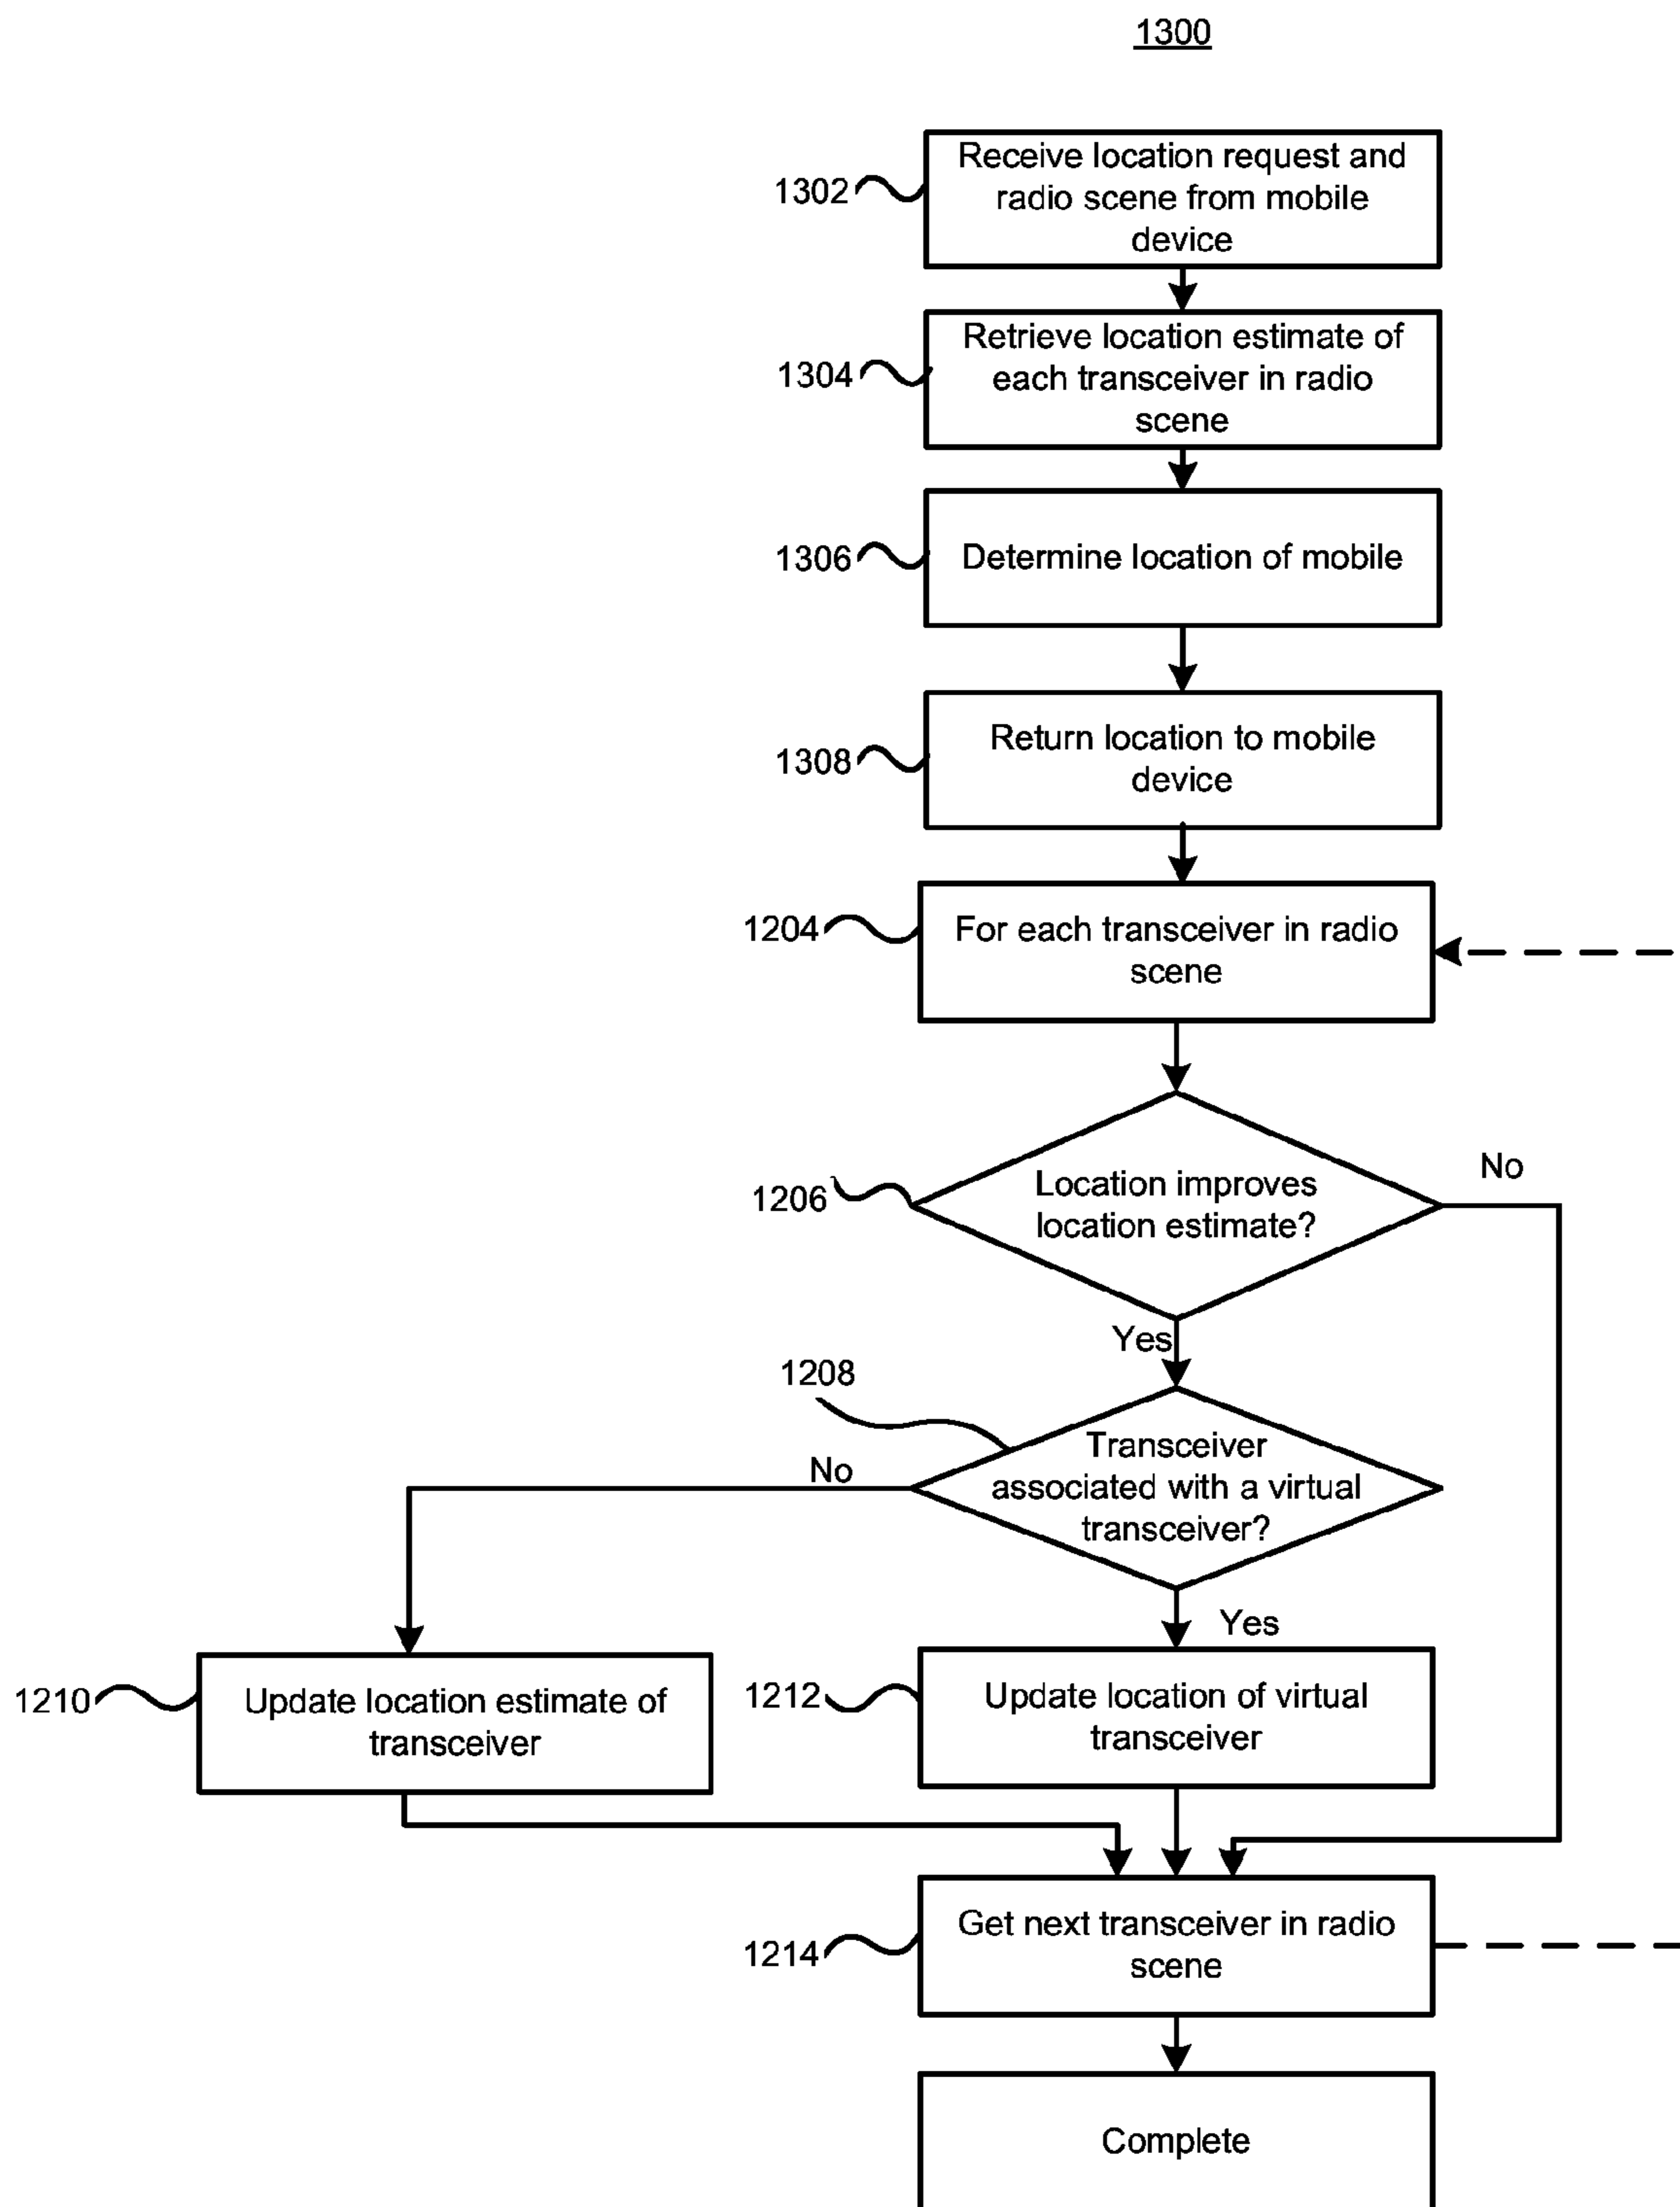 1300
Receive location request and
radio scene from mobile
device
1302
Retrieve location estimate of
each transceiver in radio
scene
1304
Determine location of mobile
1306
Return location to mobile
device
1308
For each transceiver in radio
scene
1204
Location improves
location estimate?
1206
No
Yes
1208
Transceiver
associated with a virtual
transceiver?
No
Yes
1210
Update location estimate of
transceiver
1212
Update location of virtual
transceiver
Get next transceiver in radio
scene
1214
Complete